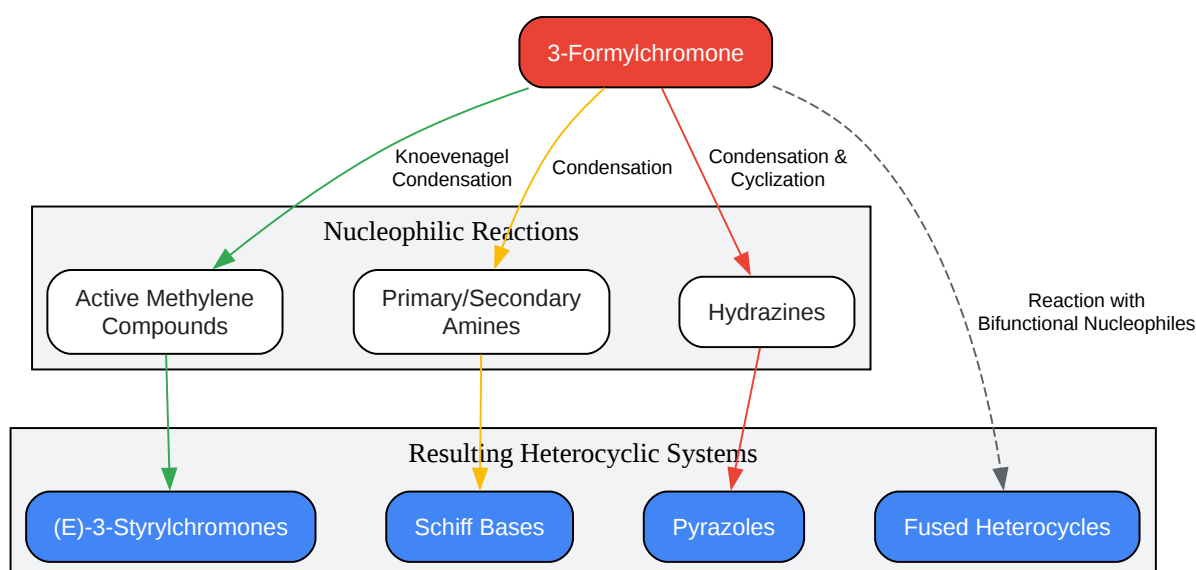 3-Formylchromone
Knoevenagel
Condensation
Condensation
Condensation &
Cyclization
Nucleophilic Reactions
Active Methylene
Compounds
Primary/Secondary
Amines
Hydrazines
Reaction with
Bifunctional Nucleophiles
Resulting Heterocyclic Systems
(E)-3-Styrylchromones
Schiff Bases
Pyrazoles
Fused Heterocycles